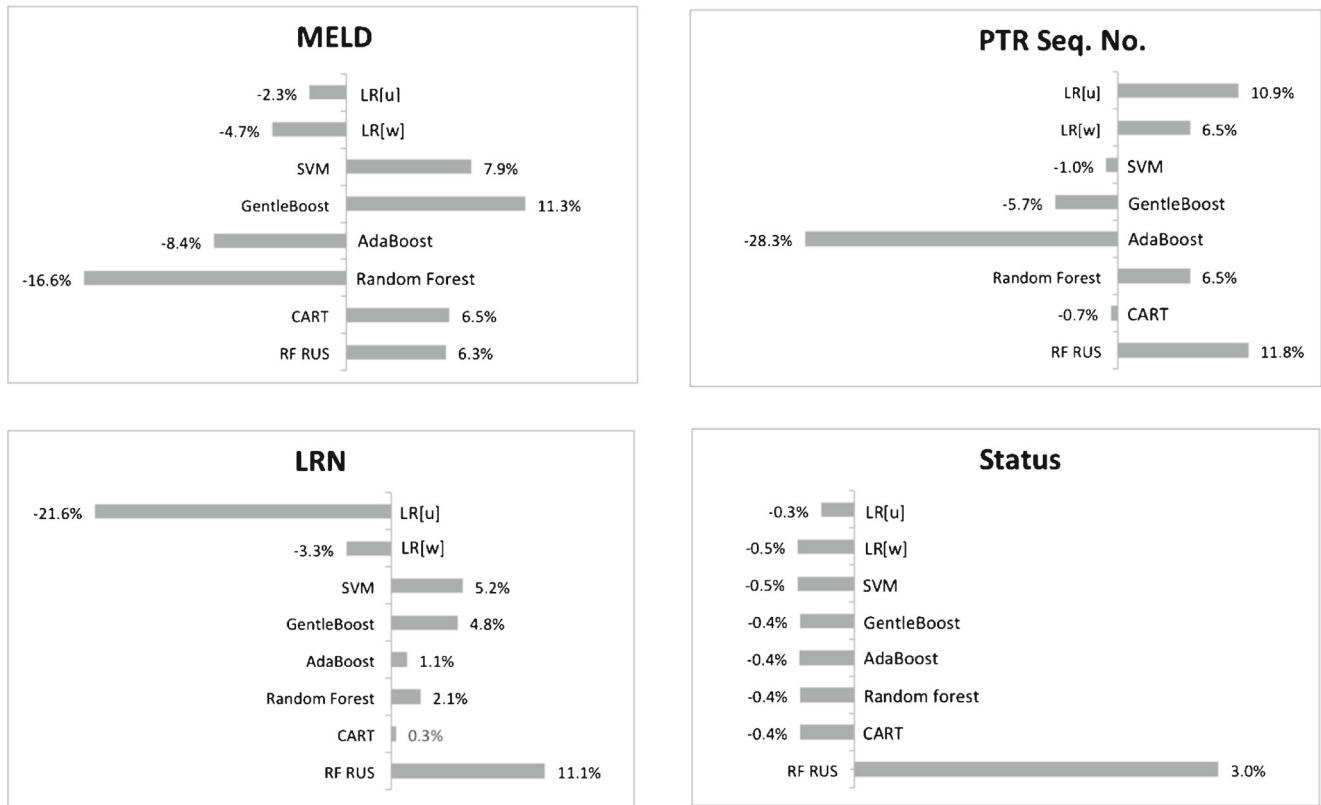 MELD
-2.3% LR[u]
-4.7% LR[w]
SVM 7.9%
GentleBoost 11.3%
-8.4% AdaBoost
-16.6% Random Forest
CART 6.5%
RF RUS 6.3%
PTR Seq. No.
LR[u] 10.9%
LR[w] 6.5%
-1.0% SVM
-5.7% GentleBoost
-28.3% AdaBoost
Random Forest 6.5%
-0.7% CART
RF RUS 11.8%
LRN
-21.6% LR[u]
-3.3% LR[w]
SVM 5.2%
GentleBoost 4.8%
AdaBoost 1.1%
Random Forest 2.1%
CART 0.3%
RF RUS 11.1%
Status
-0.3% LR[u]
-0.5% LR[w]
-0.5% SVM
-0.4% GentleBoost
-0.4% AdaBoost
-0.4% Random forest
-0.4% CART
RF RUS 3.0%